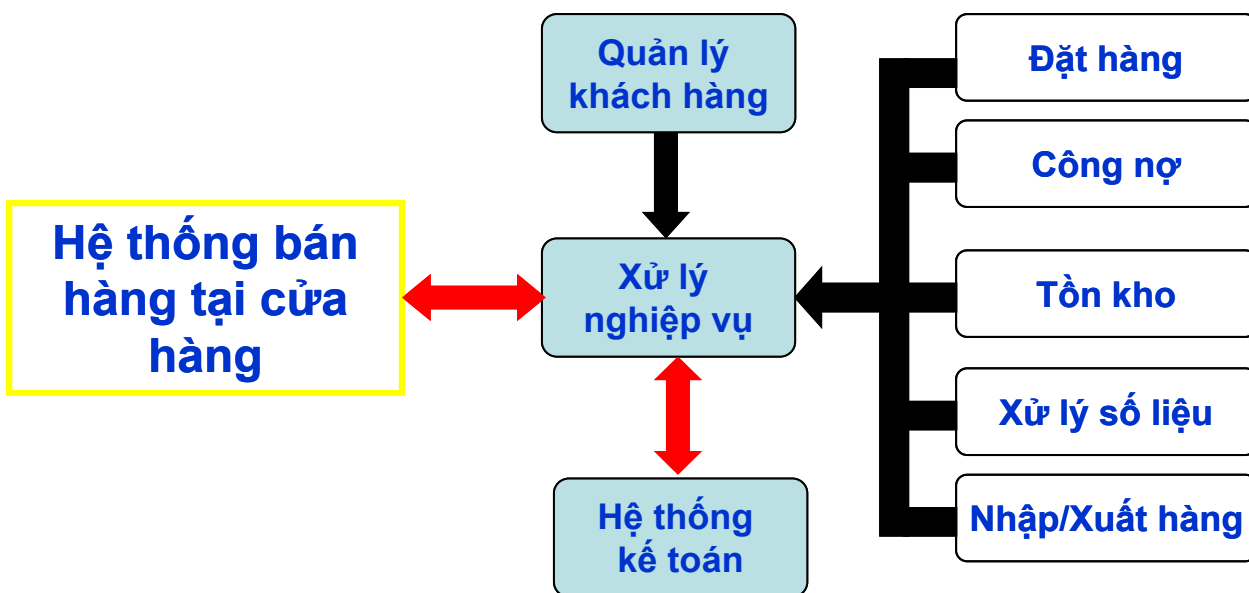 Quản lý
khách hàng
Đặt hàng
Công nợ
Hệ thống bán
hàng tại cửa
hàng
Xử lý
nghiệp vụ
Tồn kho
Xử lý số liệu
Hệ thống
kế toán
Nhập/Xuất hàng